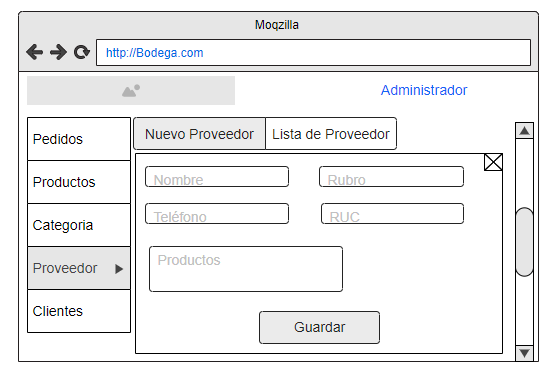 Moqzilla
http://Bodega.com
Administrador
Pedidos
Productos
Categoria
Proveedor
Clientes
Nuevo Proveedor
Lista de Proveedor
Nombre
Rubro
Teléfono
RUC
Productos
Guardar